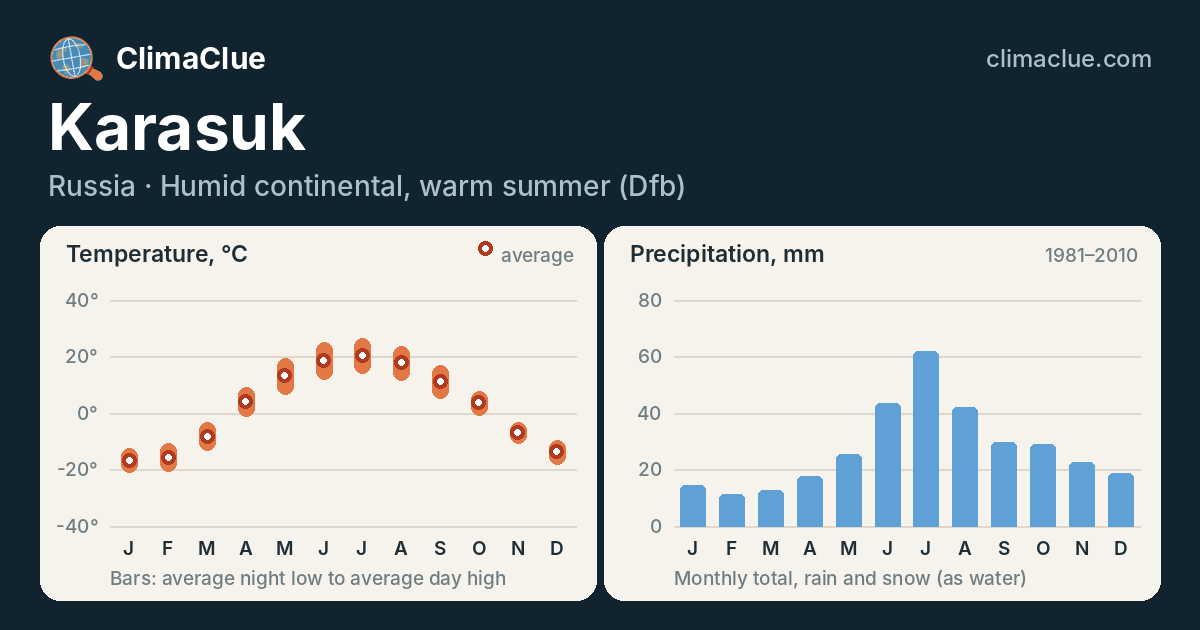 ClimaClue
climaclue.com
Karasuk
Russia · Humid continental, warm summer (Dfb)
Temperature, °C
average
40°
20°
0°
-20°
-40°
J F M A M J J A S O N D
Bars: average night low to average day high
Precipitation, mm
1981–2010
80
60
40
20
0
J F M A M J J A S O N D
Monthly total, rain and snow (as water)